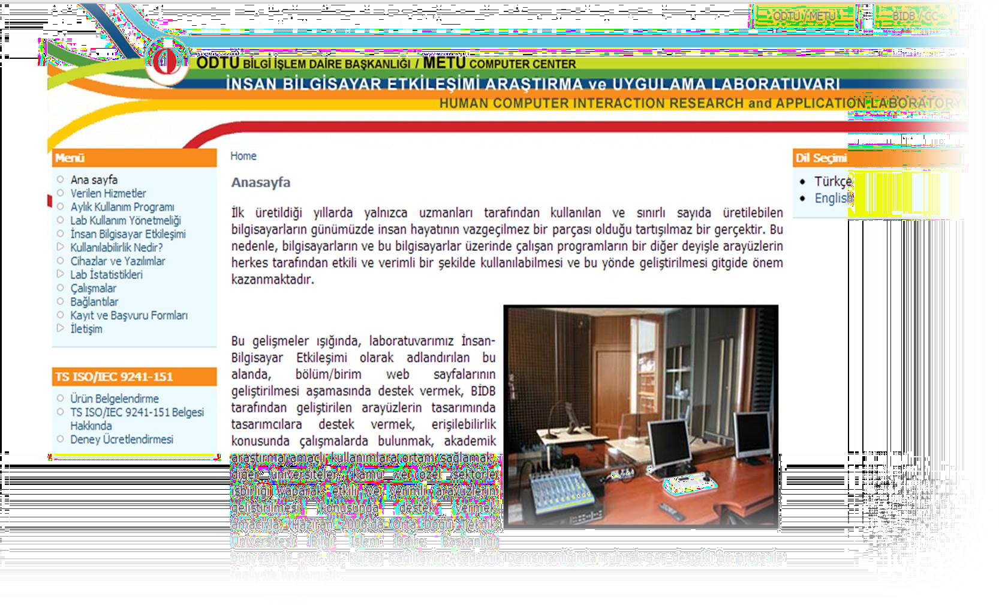 ODTÜ / METU
BİDB / CC
ODTÜ BİLGİ İŞLEM DAİRE BAŞKANLIĞI / METU COMPUTER CENTER
İNSAN BİLGİSAYAR ETKİLEŞİMİ ARAŞTIRMA ve UYGULAMA LABORATUVARI
HUMAN COMPUTER INTERACTION RESEARCH and APPLICATION LABORATORY
Menü
Ana sayfa
Verilen Hizmetler
Aylık Kullanım Programı
Lab Kullanım Yönetmeliği
İnsan Bilgisayar Etkileşimi
Kullanılabilirlik Nedir?
Cihazlar ve Yazılımlar
Lab İstatistikleri
Çalışmalar
Bağlantılar
Kayıt ve Başvuru Formları
İletişim
TS ISO/IEC 9241-151
Ürün Belgelendirme
TS ISO/IEC 9241-151 Belgesi
Hakkında
Deney Ücretlendirmesi
Home
Anasayfa
İlk üretildiği yıllarda yalnızca uzmanları tarafından kullanılan ve sınırlı sayıda üretilebilen
bilgisayarların günümüzde insan hayatının vazgeçilmez bir parçası olduğu tartışılmaz bir gerçektir. Bu
nedenle, bilgisayarların ve bu bilgisayarlar üzerinde çalışan programların bir diğer deyişle arayüzlerin
herkes tarafından etkili ve verimli bir şekilde kullanılabilmesi ve bu yönde geliştirilmesi gitgide önem
kazanmaktadır.
Bu gelişmeler ışığında, laboratuvarımız İnsan-
Bilgisayar Etkileşimi olarak adlandırılan bu
alanda, bölüm/birim web sayfalarının
geliştirilmesi aşamasında destek vermek, BİDB
tarafından geliştirilen arayüzlerin tasarımında
tasarımcılara destek vermek, erişilebilirlik
konusunda çalışmalarda bulunmak, akademik
araştırma amaçlı kullanımlara ortam sağlamak,
diğer üniversiteler, kamu ve özel sektörle
işbirliği yaparak etkili ve verimli arayüzlerin
geliştirilmesi konusunda destek vermek
amacıyla, Haziran 2006'da Orta Doğu Teknik
Üniversitesi Bilgi İşlem Daire Başkanlığı
bünyesinde Prof. Dr. Kürşat Çağıltay'ın Akademik Danışmanlığında Tübitak BAP destekli bir proje ile
faaliyete başlamıştır.
Dil Seçimi
Türkçe
English